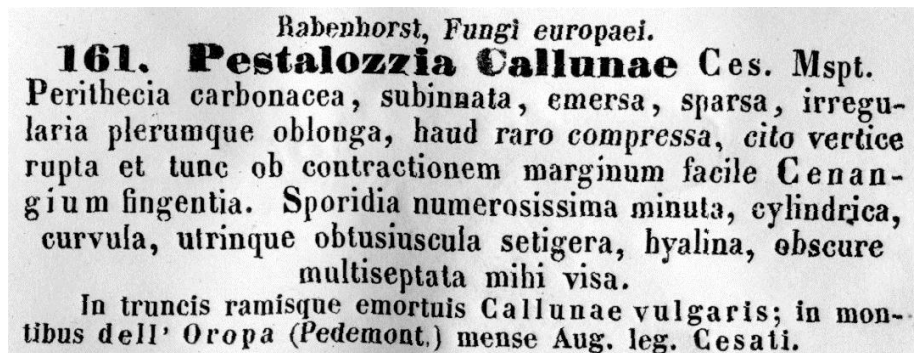 Rabenhorst, Fungi europaei.
161. Pestalozzia Callunae Ces. Mspt.
Perithecia carbonacea, subinnata, emersa, sparsa, irregu-
laria plerumque oblonga, haud raro compressa, cito vertice
rupta et tunc ob contractionem marginum facile Cenan-
gium fingentia. Sporidia numerosissima minuta, cylindrica,
curvula, utrinque obtusiuscula setigera, hyalina, obscure
multiseptata mihi visa.
In truncis ramisque emortuis Callunae vulgaris; in mon-
tibus dell' Oropa (Pedemont.) mense Aug. leg. Cesati.